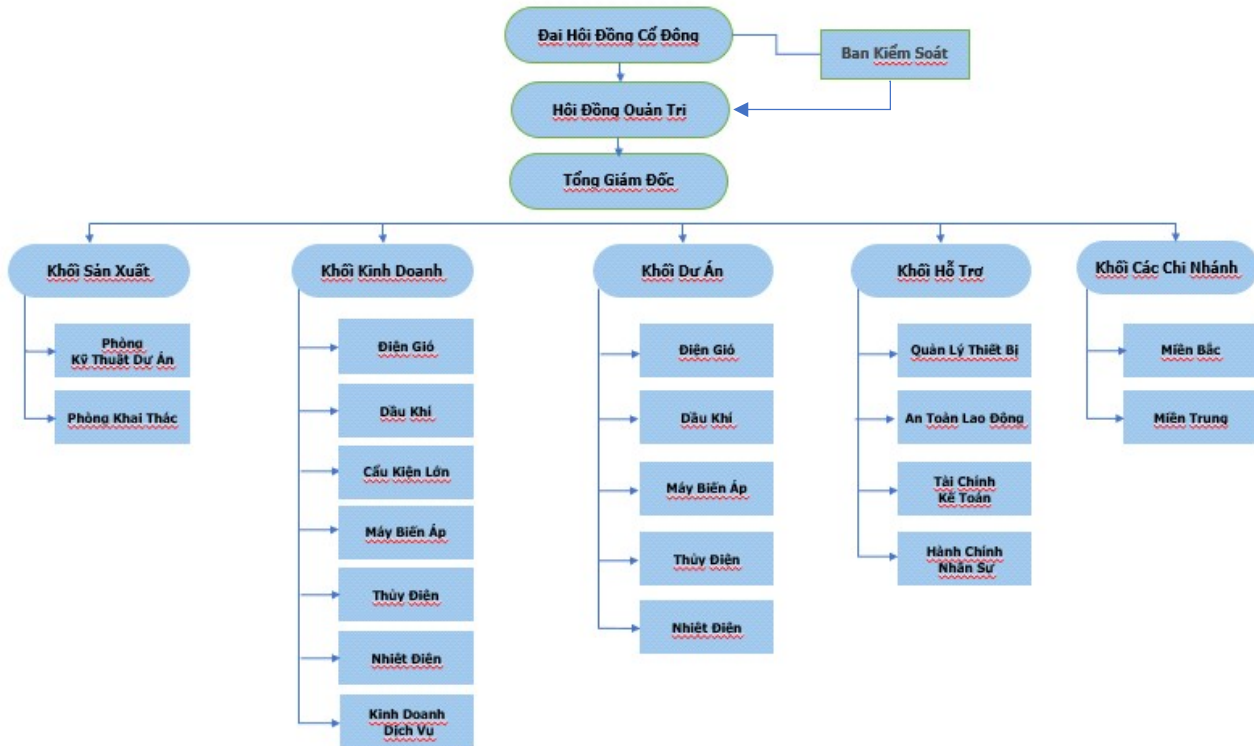 Đại Hội Đồng Cổ Đông
Ban Kiểm Soát
Hội Đồng Quản Trị
Tổng Giám Đốc
Khối Sản Xuất
Phòng
Kỹ Thuật Dự Án
Phòng Khai Thác
Khối Kinh Doanh
Điện Gió
Dầu Khí
Cấu Kiện Lớn
Máy Biến Áp
Thủy Điện
Nhiệt Điện
Kinh Doanh
Dịch Vụ
Khối Dự Án
Điện Gió
Dầu Khí
Máy Biến Áp
Thủy Điện
Nhiệt Điện
Khối Hỗ Trợ
Quản Lý Thiết Bị
An Toàn Lao Động
Tài Chính
Kế Toán
Hành Chính
Nhân Sự
Khối Các Chi Nhánh
Miền Bắc
Miền Trung